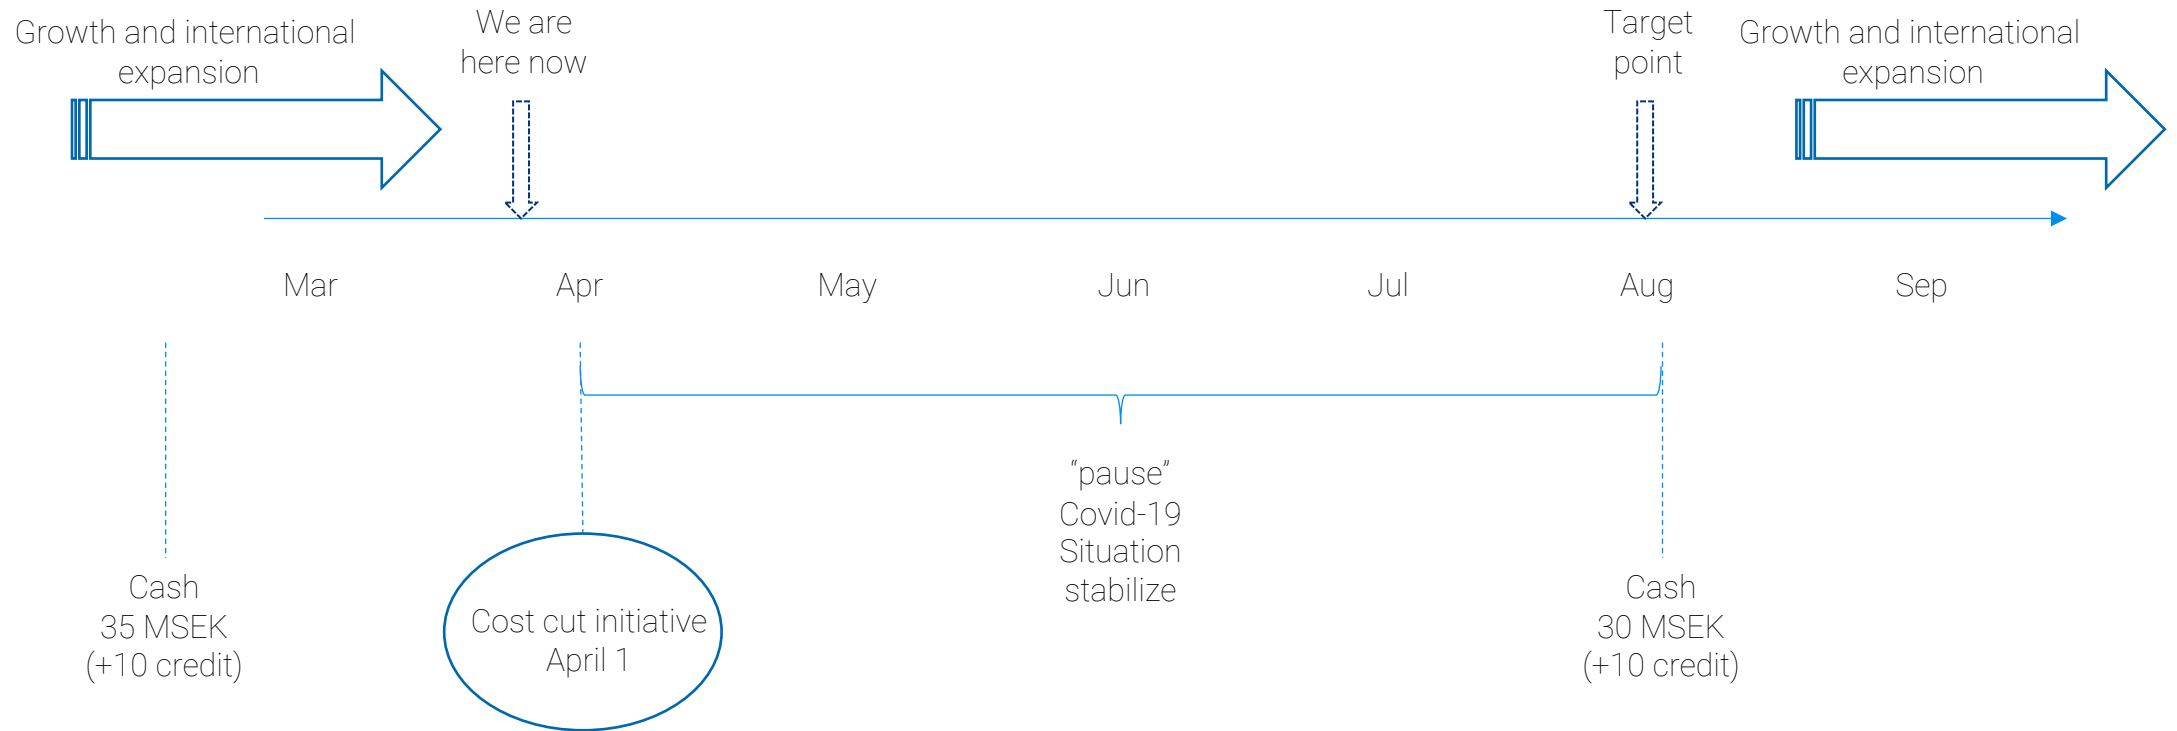 Growth and international
expansion
We are
here now
Target
point
Growth and international
expansion
Mar
Apr
May
Jun
Jul
Aug
Sep
“pause”
Covid-19
Situation
stabilize
Cash
35 MSEK
(+10 credit)
Cost cut initiative
April 1
Cash
30 MSEK
(+10 credit)